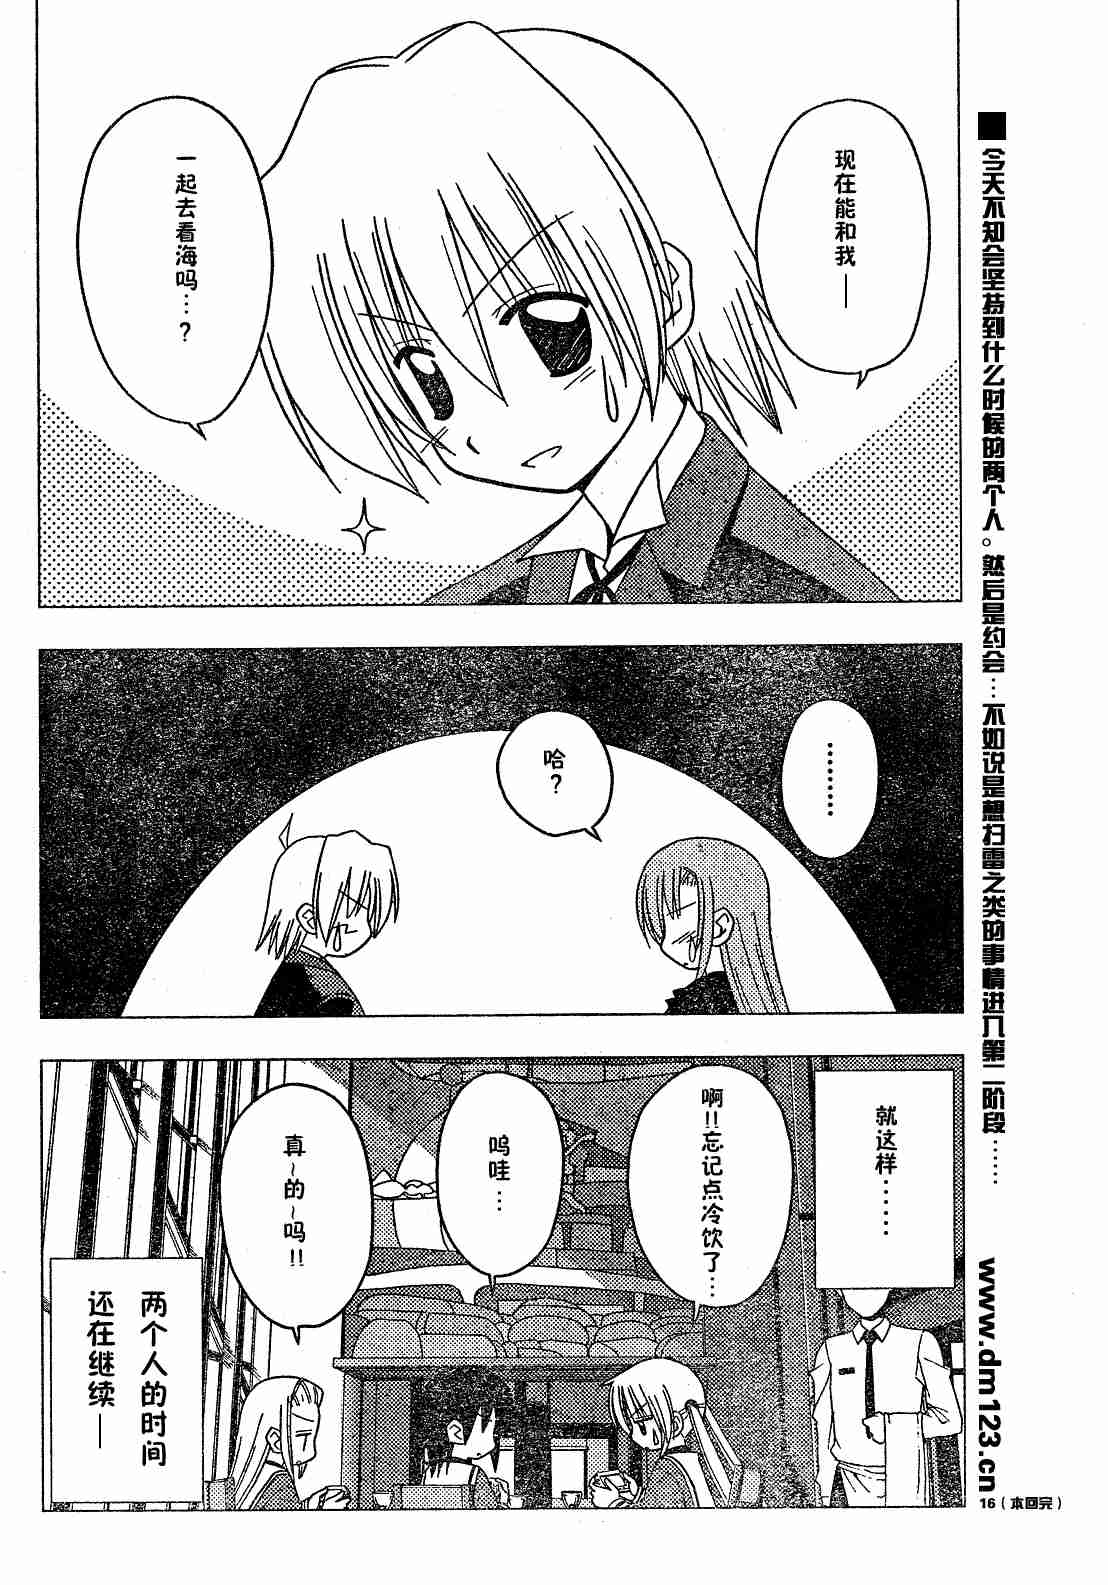 现在能和我—
一起去看海吗…?
………
哈?
就这样………
啊!!忘记点冷饮了…
呜哇…
真~的~吗!!
两个人的时间
还在继续—
■今天不知会坚持到什么时候的两个人。然后是约会…不如说是想扫雷之类的事情进入第二阶段……
www.dm123.cn
16（本回完）